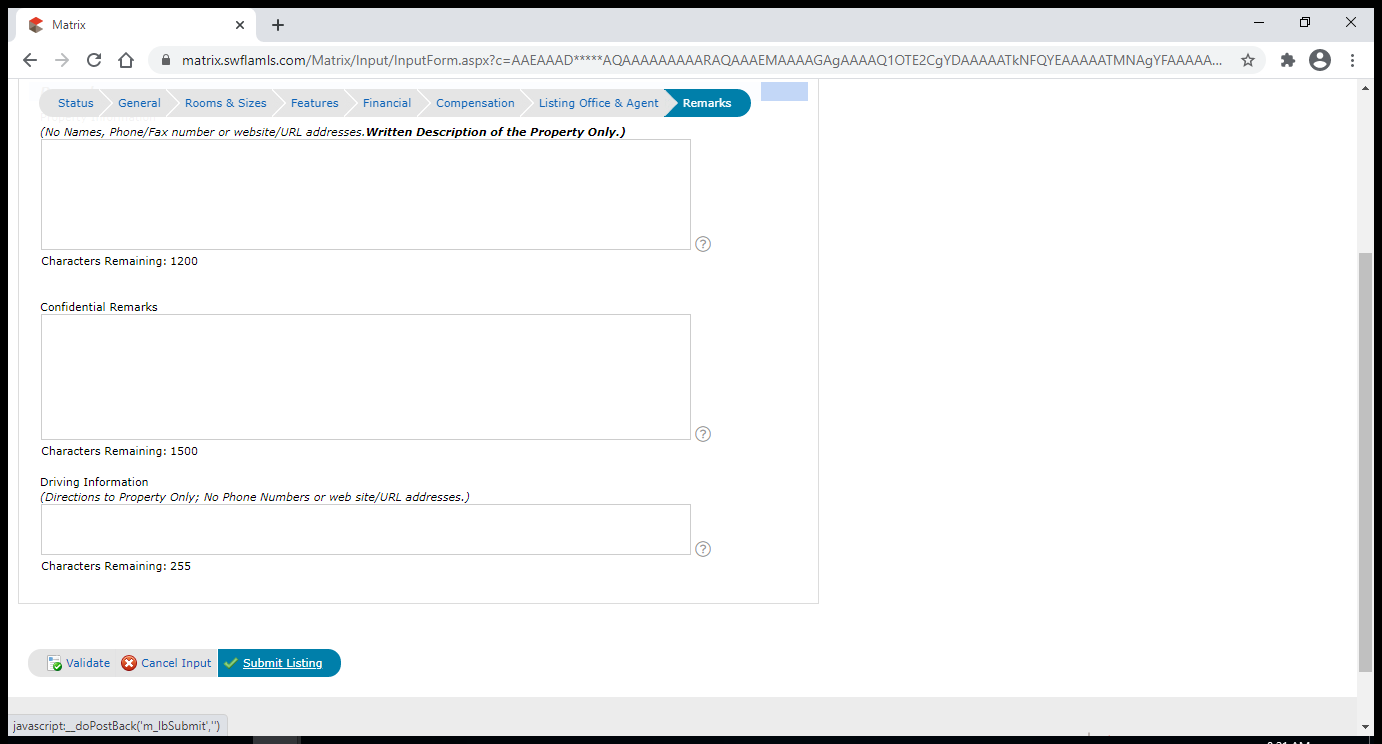 Matrix
matrix.swflamls.com/Matrix/Input/InputForm.aspx?c=AAEAAAD*****AQAAAAAAAAARAQAAAEMAAAAGAgAAAAQ1OTE2CgYDAAAAATkNFQYEAAAAATMNAgYFAAAAA...
Status General Rooms & Sizes Features Financial Compensation Listing Office & Agent Remarks
(No Names, Phone/Fax number or website/URL addresses.Written Description of the Property Only.)
Characters Remaining: 1200
Confidential Remarks
Characters Remaining: 1500
Driving Information
(Directions to Property Only; No Phone Numbers or web site/URL addresses.)
Characters Remaining: 255
Validate Cancel Input Submit Listing
javascript:__doPostBack('m_lbSubmit','')